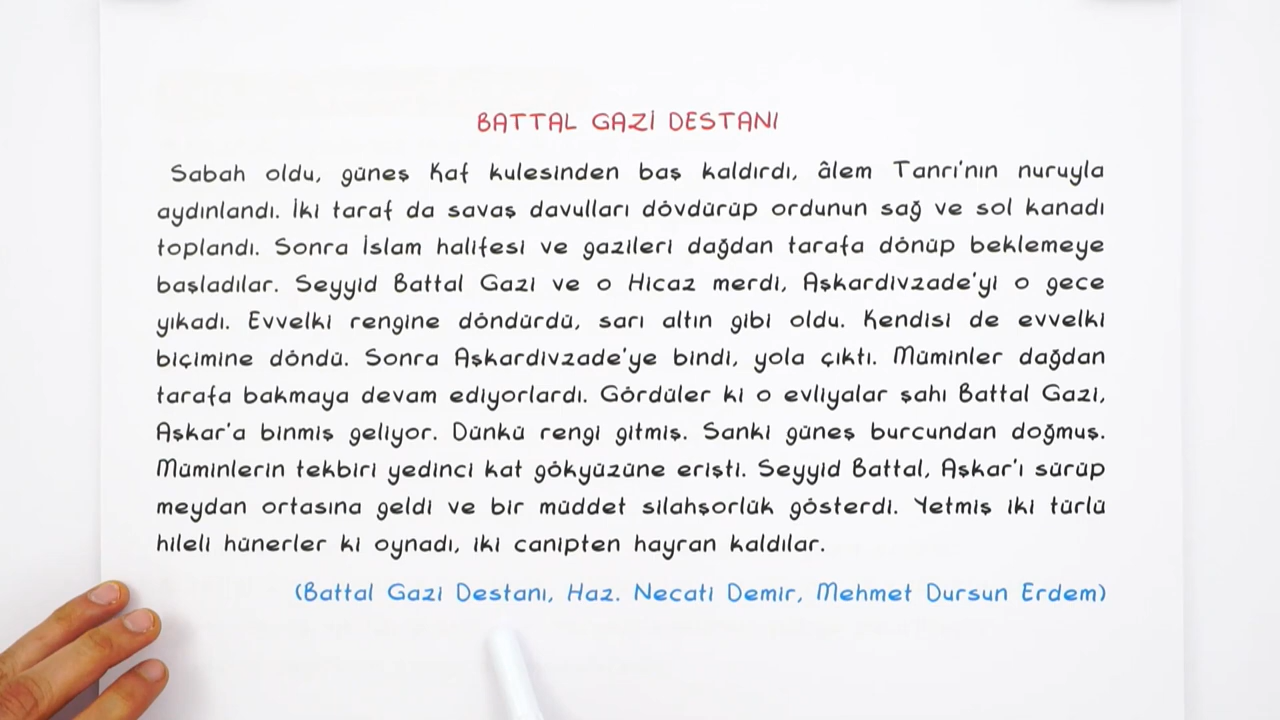 BATTAL GAZİ DESTANI
Sabah oldu, güneş Kaf kulesinden baş kaldırdı, âlem Tanrı'nın nuruyla
aydınlandı. İki taraf da savaş davulları dövdürüp ordunun sağ ve sol kanadı
toplandı. Sonra İslam halifesi ve gazileri dağdan tarafa dönüp beklemeye
başladılar. Seyyid Battal Gazi ve o Hicaz merdi, Aşkardivzade'yi o gece
yıkadı. Evvelki rengine döndürdü, sarı altın gibi oldu. Kendisi de evvelki
biçimine döndü. Sonra Aşkardivzade'ye bindi, yola çıktı. Müminler dağdan
tarafa bakmaya devam ediyorlardı. Gördüler ki o evliyalar şahı Battal Gazi,
Aşkar'a binmiş geliyor. Dünkü rengi gitmiş. Sanki güneş burcundan doğmuş.
Müminlerin tekbiri yedinci kat gökyüzüne erişti. Seyyid Battal, Aşkar'ı sürüp
meydan ortasına geldi ve bir müddet silahşorlük gösterdi. Yetmiş iki türlü
hileli hünerler ki oynadı, iki canipten hayran kaldılar.
(Battal Gazi Destanı, Haz. Necati Demir, Mehmet Dursun Erdem)